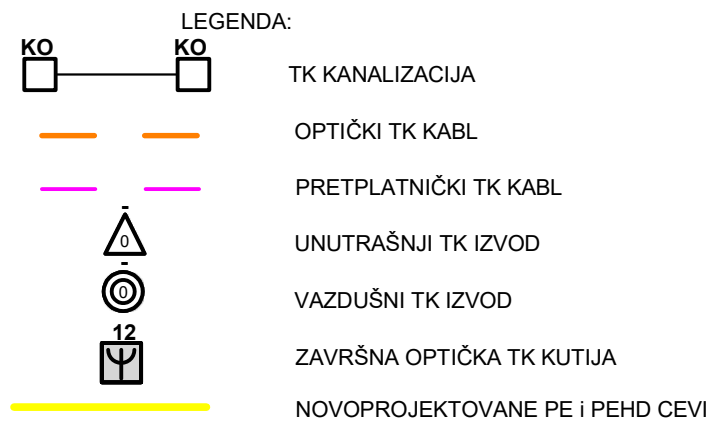 LEGENDA:
KO KO
TK KANALIZACIJA
OPTIČKI TK KABL
PRETPLATNIČKI TK KABL
-
0 UNUTRAŠNJI TK IZVOD
-
0 VAZDUŠNI TK IZVOD
12
ZAVRŠNA OPTIČKA TK KUTIJA
NOVOPROJEKTOVANE PE i PEHD CEVI